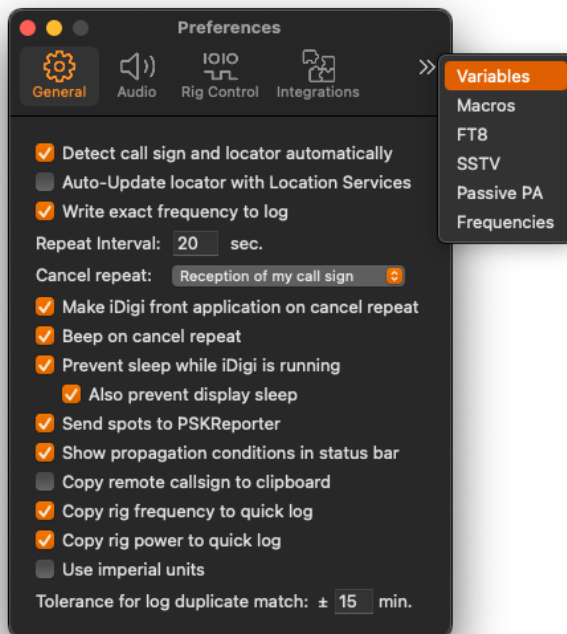 Preferences
General
Audio
Rig Control
Integrations
Variables
Macros
FT8
SSTV
Passive PA
Frequencies
Detect call sign and locator automatically
Auto-Update locator with Location Services
Write exact frequency to log
Repeat Interval: 20 sec.
Cancel repeat: Reception of my call sign
Make iDigi front application on cancel repeat
Beep on cancel repeat
Prevent sleep while iDigi is running
Also prevent display sleep
Send spots to PSKReporter
Show propagation conditions in status bar
Copy remote callsign to clipboard
Copy rig frequency to quick log
Copy rig power to quick log
Use imperial units
Tolerance for log duplicate match: ± 15 min.